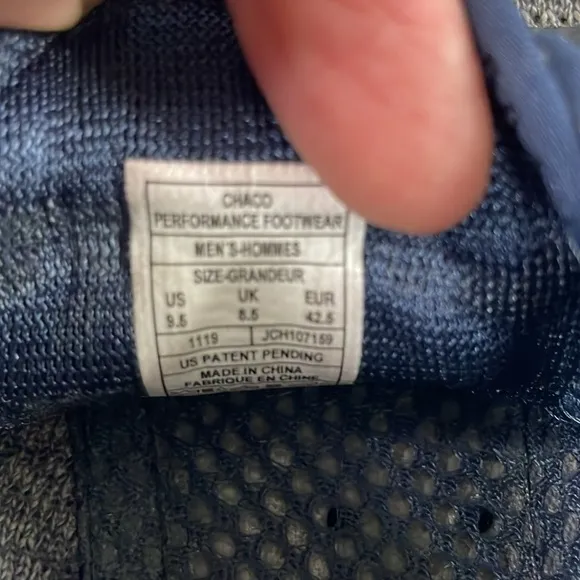 CHACO
PERFORMANCE FOOTWEAR
MEN'S-HOMMES
SIZE-GRANDEUR
US UK EUR
9.5 8.5 42.5
1119 JCH107159
US PATENT PENDING
MADE IN CHINA
FABRIQUE EN CHINE